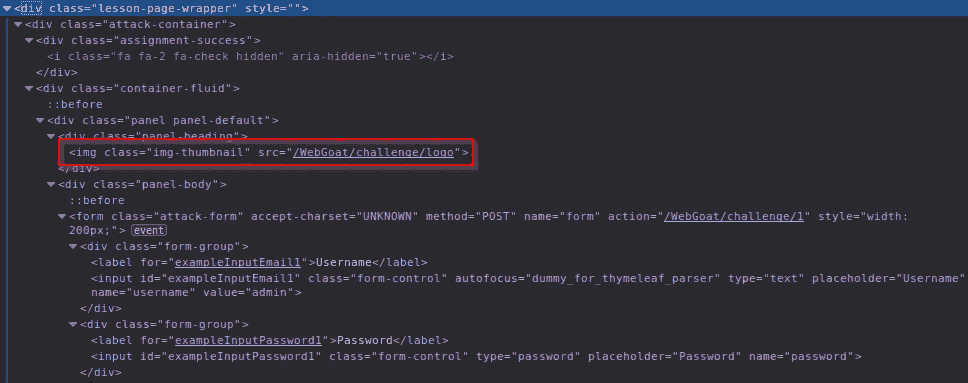 <div class="lesson-page-wrapper" style="">
<div class="attack-container">
<div class="assignment-success">
<i class="fa fa-2 fa-check hidden" aria-hidden="true"></i>
</div>
<div class="container-fluid">
::before
<div class="panel panel-default">
<div class="panel-heading">
<img class="img-thumbnail" src="/WebGoat/challenge/logo">
</div>
<div class="panel-body">
::before
<form class="attack-form" accept-charset="UNKNOWN" method="POST" name="form" action="/WebGoat/challenge/1" style="width:
200px;"> event
<div class="form-group">
<label for="exampleInputEmail1">Username</label>
<input id="exampleInputEmail1" class="form-control" autofocus="dummy_for_thymeleaf_parser" type="text" placeholder="Username"
name="username" value="admin">
</div>
<div class="form-group">
<label for="exampleInputPassword1">Password</label>
<input id="exampleInputPassword1" class="form-control" type="password" placeholder="Password" name="password">
</div>